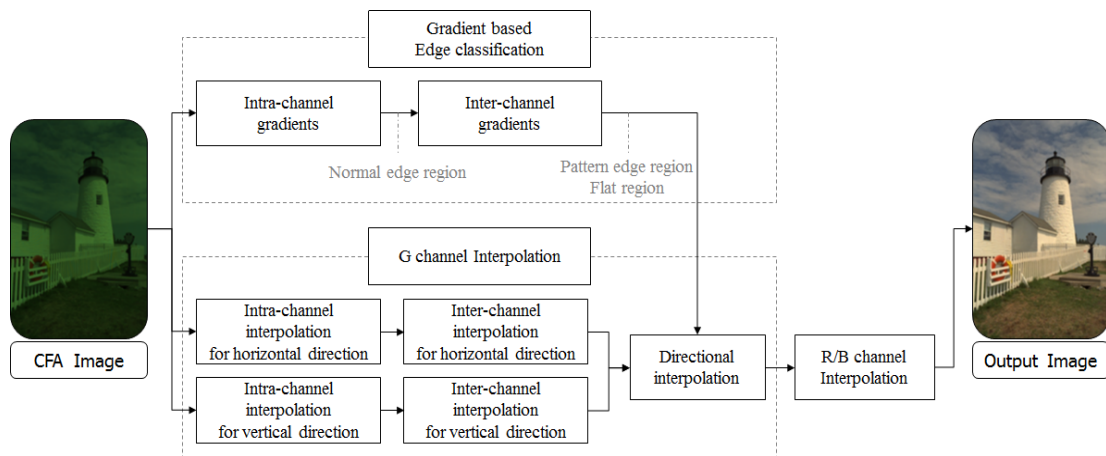 Gradient based
Edge classification
Intra-channel
gradients
Inter-channel
gradients
Normal edge region
Pattern edge region
Flat region
G channel Interpolation
Intra-channel
interpolation
for horizontal direction
Inter-channel
interpolation
for horizontal direction
Intra-channel
interpolation
for vertical direction
Inter-channel
interpolation
for vertical direction
Directional
interpolation
R/B channel
Interpolation
CFA Image
Output Image